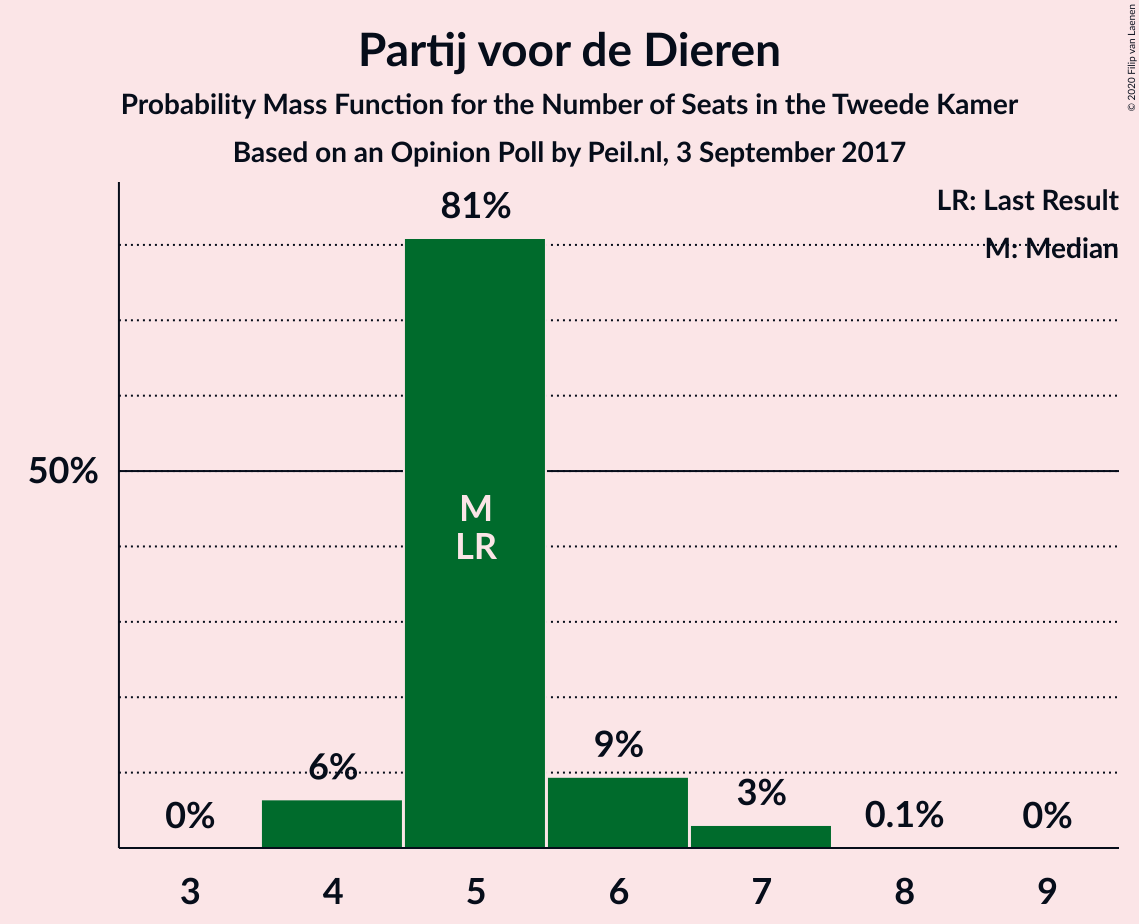 Partij voor de Dieren
Probability Mass Function for the Number of Seats in the Tweede Kamer
Based on an Opinion Poll by Peil.nl, 3 September 2017
© 2020 Filip van Laenen
LR: Last Result
M: Median
81%
50%
M
LR
9%
6%
3%
0%
0.1%
0%
3 4 5 6 7 8 9